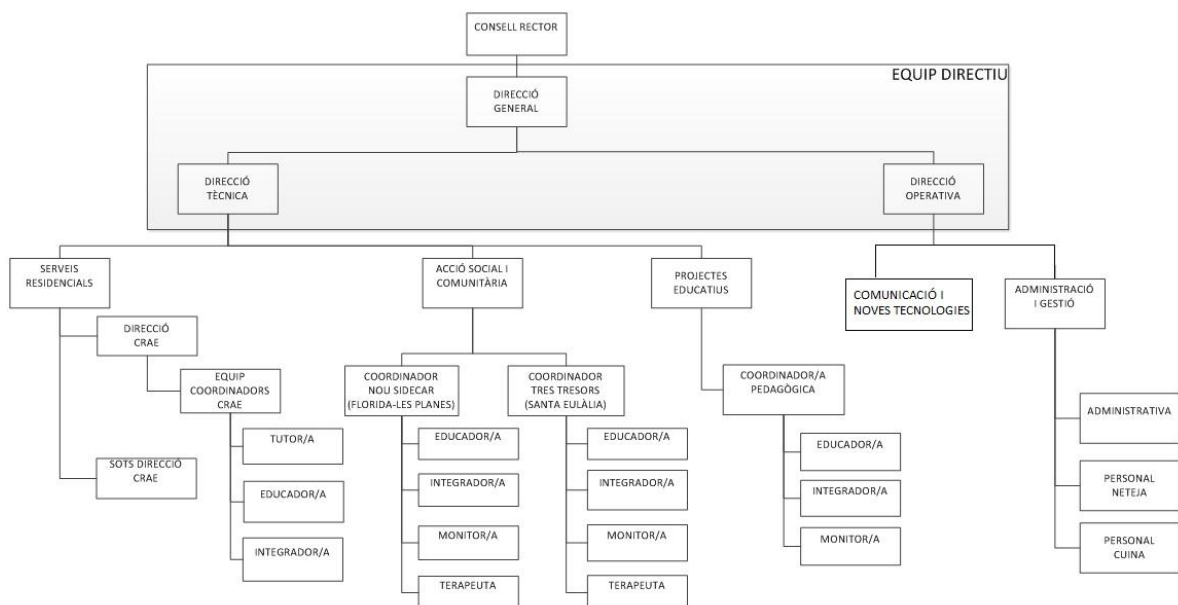 CONSELL RECTOR
EQUIP DIRECTIU
DIRECCIÓ
GENERAL
DIRECCIÓ
TÈCNICA
DIRECCIÓ
OPERATIVA
SERVEIS
RESIDENCIALS
ACCIÓ SOCIAL I
COMUNITÀRIA
PROJECTES
EDUCATIUS
COMUNICACIÓ I
NOVES TECNOLOGIES
ADMINISTRACIÓ
I GESTIÓ
DIRECCIÓ
CRAE
EQUIP
COORDINADORS
CRAE
TUTOR/A
EDUCADOR/A
INTEGRADOR/A
SOTS DIRECCIÓ
CRAE
COORDINADOR
NOU SIDECAR
(FLORIDA-LES PLANES)
EDUCADOR/A
INTEGRADOR/A
MONITOR/A
TERAPEUTA
COORDINADOR
TRES TRESORS
(SANTA EULÀLIA)
EDUCADOR/A
INTEGRADOR/A
MONITOR/A
TERAPEUTA
COORDINADOR/A
PEDAGÒGICA
EDUCADOR/A
INTEGRADOR/A
MONITOR/A
ADMINISTRATIVA
PERSONAL
NETEJA
PERSONAL
CUINA